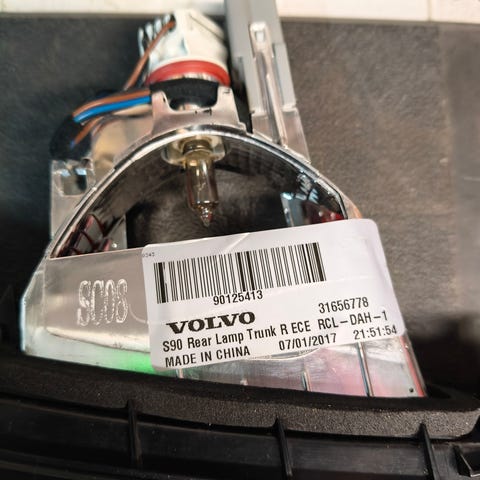 0343
90125413
31656778
VOLVO RCL-DAH-1
S90 Rear Lamp Trunk R ECE
MADE IN CHINA 07/01/2017 21:51:54
SC08